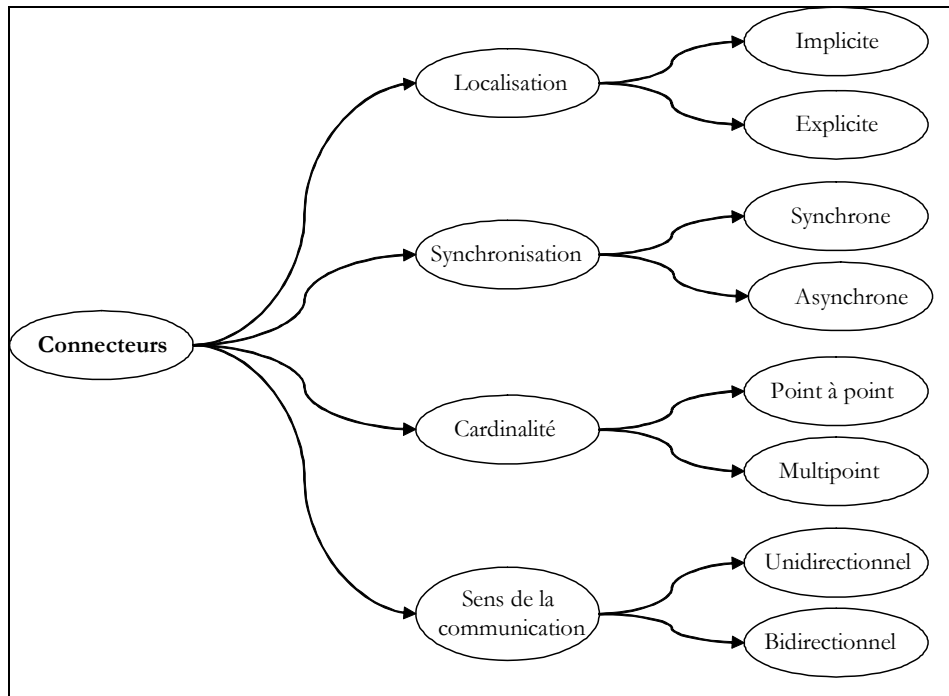 Connecteurs
Localisation
Implicite
Explicite
Synchronisation
Synchrone
Asynchrone
Cardinalité
Point à point
Multipoint
Sens de la
communication
Unidirectionnel
Bidirectionnel